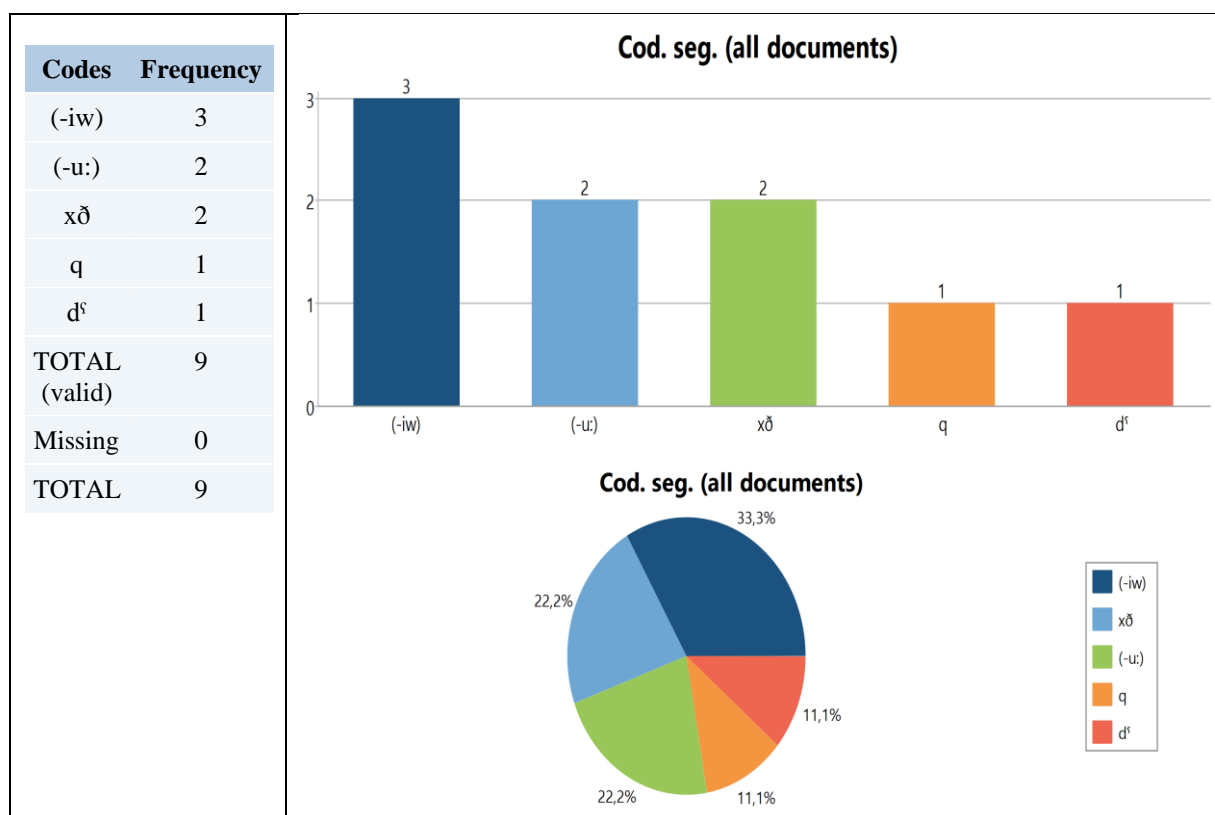 Codes Frequency
(-iw) 3
(-u:) 2
xð 2
q 1
dˤ 1
TOTAL (valid) 9
Missing 0
TOTAL 9
Cod. seg. (all documents)
3
2
1
0
3
2
2
1
1
(-iw) (-u:) xð q dˤ
Cod. seg. (all documents)
33,3%
22,2%
22,2%
11,1%
11,1%
(-iw)
xð
(-u:)
q
dˤ